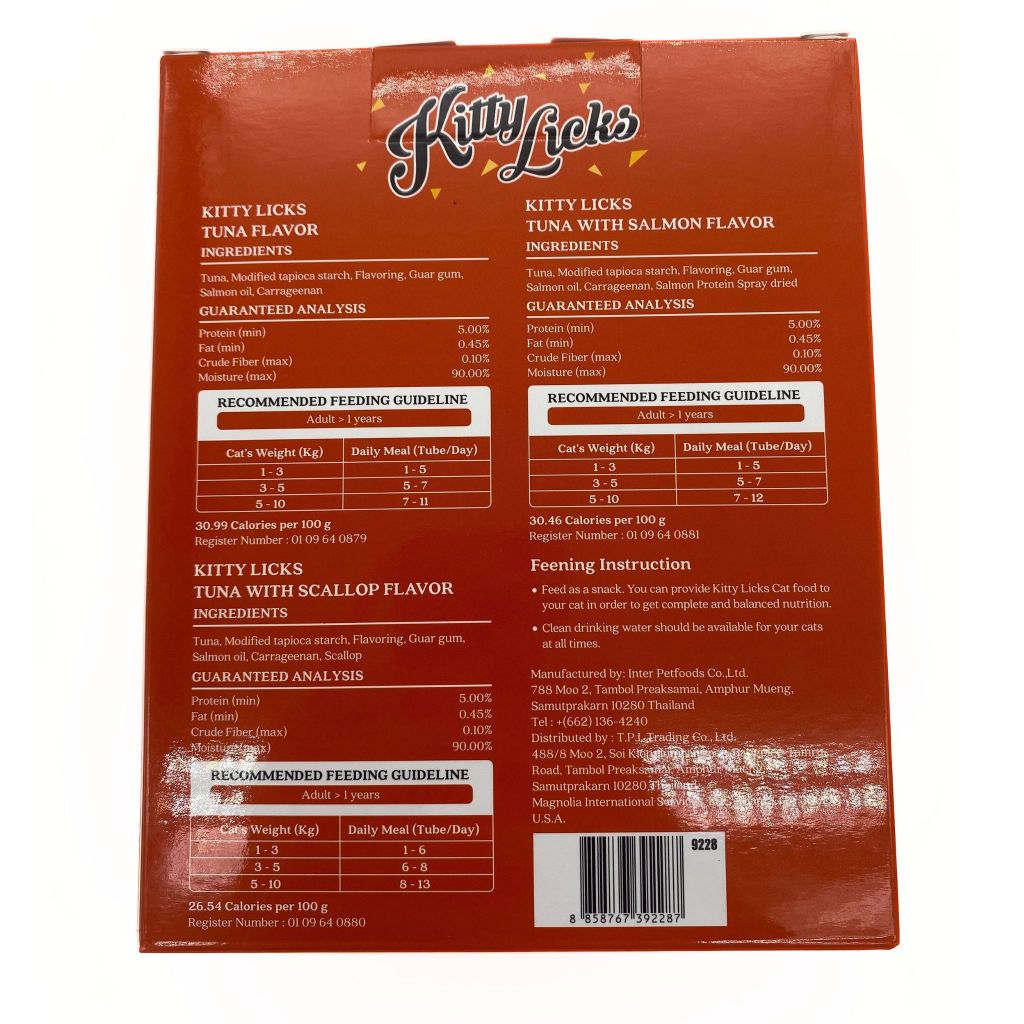 Kitty Licks
KITTY LICKS
TUNA FLAVOR
INGREDIENTS
Tuna, Modified tapioca starch, Flavoring, Guar gum,
Salmon oil, Carrageenan
GUARANTEED ANALYSIS
Protein (min) 5.00%
Fat (min) 0.45%
Crude Fiber (max) 0.10%
Moisture (max) 90.00%
RECOMMENDED FEEDING GUIDELINE
Adult > 1 years
Cat's Weight (Kg) Daily Meal (Tube/Day)
1 - 3 1 - 5
3 - 5 5 - 7
5 - 10 7 - 11
30.99 Calories per 100 g
Register Number : 01 09 64 0879
KITTY LICKS
TUNA WITH SCALLOP FLAVOR
INGREDIENTS
Tuna, Modified tapioca starch, Flavoring, Guar gum,
Salmon oil, Carrageenan, Scallop
GUARANTEED ANALYSIS
Protein (min) 5.00%
Fat (min) 0.45%
Crude Fiber (max) 0.10%
Moisture (max) 90.00%
RECOMMENDED FEEDING GUIDELINE
Adult > 1 years
Cat's Weight (Kg) Daily Meal (Tube/Day)
1 - 3 1 - 6
3 - 5 6 - 8
5 - 10 8 - 13
26.54 Calories per 100 g
Register Number : 01 09 64 0880
KITTY LICKS
TUNA WITH SALMON FLAVOR
INGREDIENTS
Tuna, Modified tapioca starch, Flavoring, Guar gum,
Salmon oil, Carrageenan, Salmon Protein Spray dried
GUARANTEED ANALYSIS
Protein (min) 5.00%
Fat (min) 0.45%
Crude Fiber (max) 0.10%
Moisture (max) 90.00%
RECOMMENDED FEEDING GUIDELINE
Adult > 1 years
Cat's Weight (Kg) Daily Meal (Tube/Day)
1 - 3 1 - 5
3 - 5 5 - 7
5 - 10 7 - 12
30.46 Calories per 100 g
Register Number : 01 09 64 0881
Feening Instruction
• Feed as a snack. You can provide Kitty Licks Cat food to
your cat in order to get complete and balanced nutrition.
• Clean drinking water should be available for your cats
at all times.
Manufactured by: Inter Petfoods Co.,Ltd.
788 Moo 2, Tambol Preaksamai, Amphur Mueng,
Samutprakarn 10280 Thailand
Tel : +(662) 136-4240
Distributed by : T.P.I. Trading Co., Ltd.
488/8 Moo 2, Soi
Road, Tambol Preaksamai, Amphur
Samutprakarn 10280, Thailand
Magnolia International
U.S.A.
9228
8 858767 392287